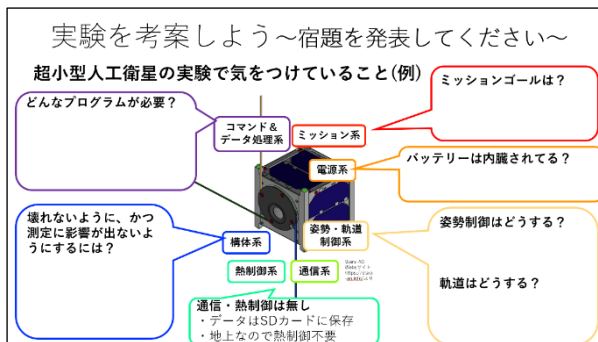 実験を考案しよう～宿題を発表してください～
超小型人工衛星の実験で気をつけていること(例)
どんなプログラムが必要？
コマンド＆
データ処理系
ミッション系
ミッションゴールは？
電源系
バッテリーは内臓されてる？
壊れないように、かつ
測定に影響が出ないよ
うにするには？
構体系
姿勢・軌道
制御系
姿勢制御はどうする？
軌道はどうする？
熱制御系
通信系
通信・熱制御は無し
・データはSDカードに保存
・地上なので熱制御不要